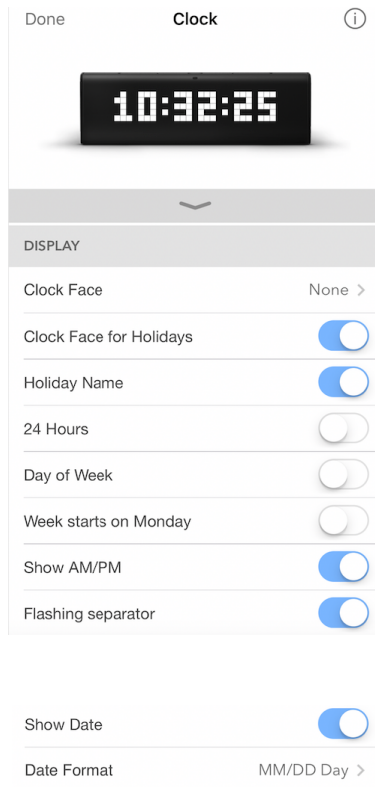 Done Clock i
10:32:25
DISPLAY
Clock Face None >
Clock Face for Holidays
Holiday Name
24 Hours
Day of Week
Week starts on Monday
Show AM/PM
Flashing separator
Show Date
Date Format MM/DD Day >